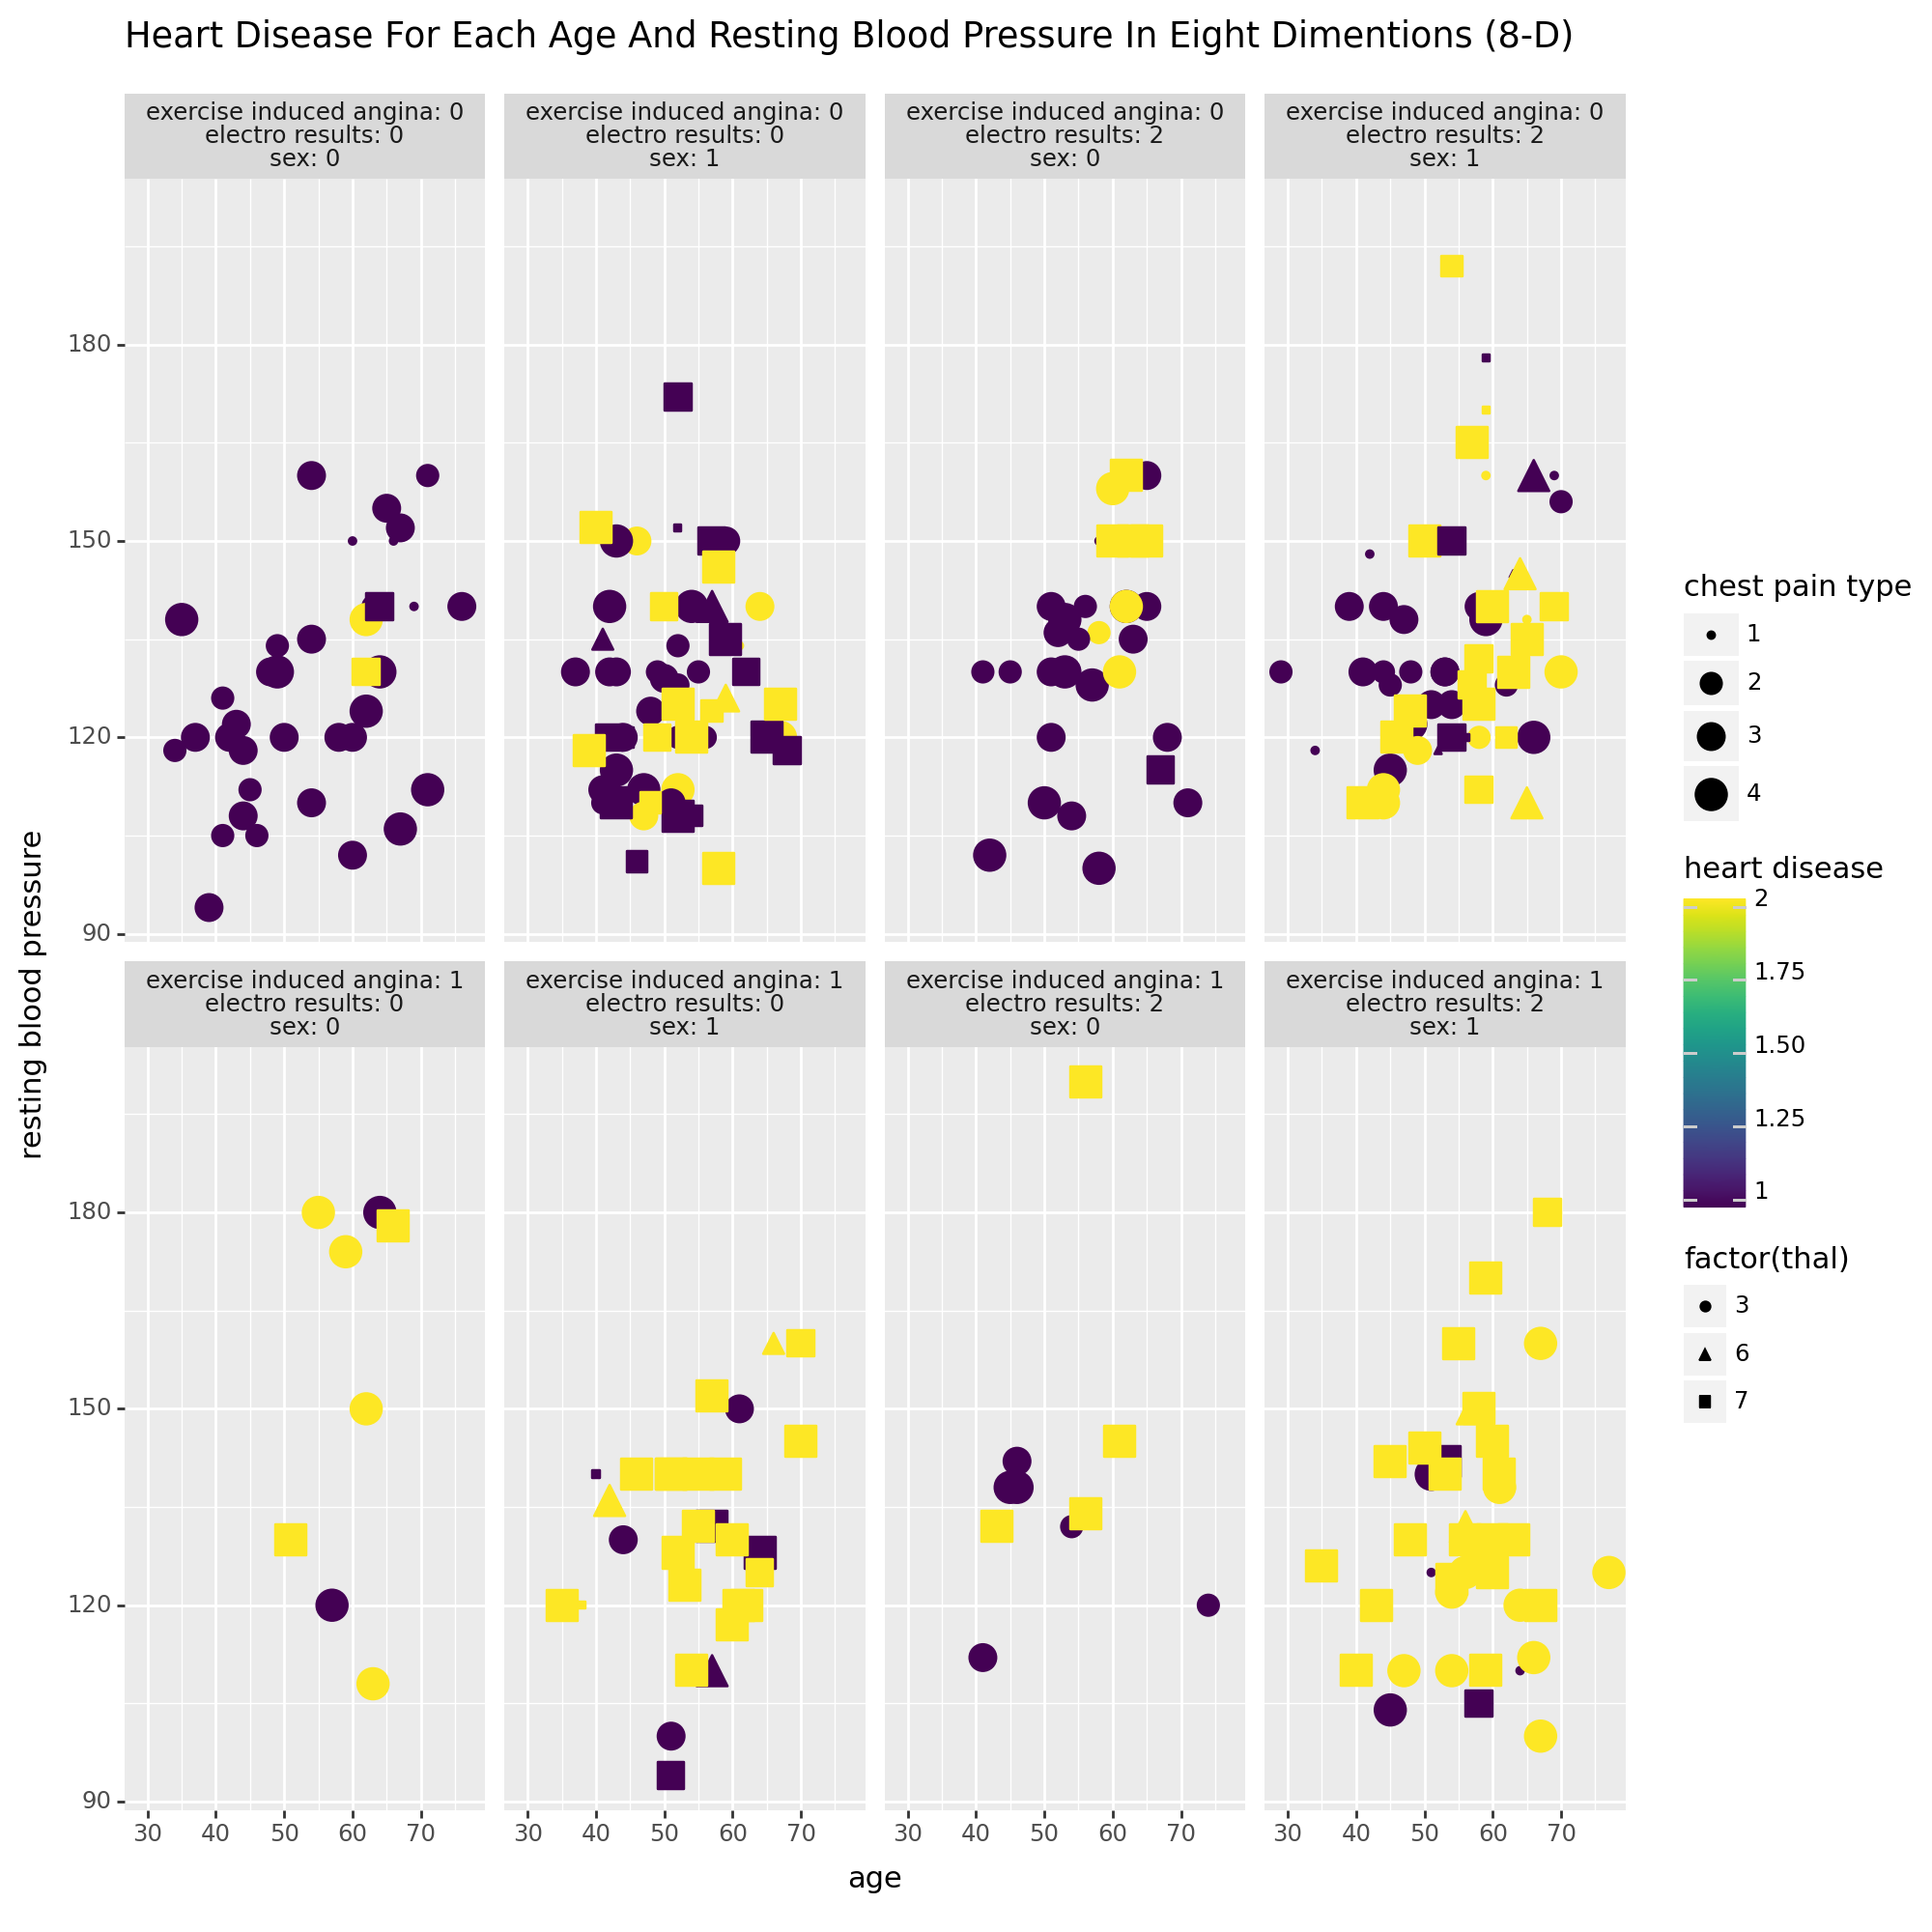 Heart Disease For Each Age And Resting Blood Pressure In Eight Dimentions (8-D)
exercise induced angina: 0
electro results: 0
sex: 0
exercise induced angina: 0
electro results: 0
sex: 1
exercise induced angina: 0
electro results: 2
sex: 0
exercise induced angina: 0
electro results: 2
sex: 1
180
150
120
90
resting blood pressure
exercise induced angina: 1
electro results: 0
sex: 0
exercise induced angina: 1
electro results: 0
sex: 1
exercise induced angina: 1
electro results: 2
sex: 0
exercise induced angina: 1
electro results: 2
sex: 1
180
150
120
90
30 40 50 60 70
30 40 50 60 70
30 40 50 60 70
30 40 50 60 70
age
chest pain type
1
2
3
4
heart disease
2
1.75
1.50
1.25
1
factor(thal)
3
6
7